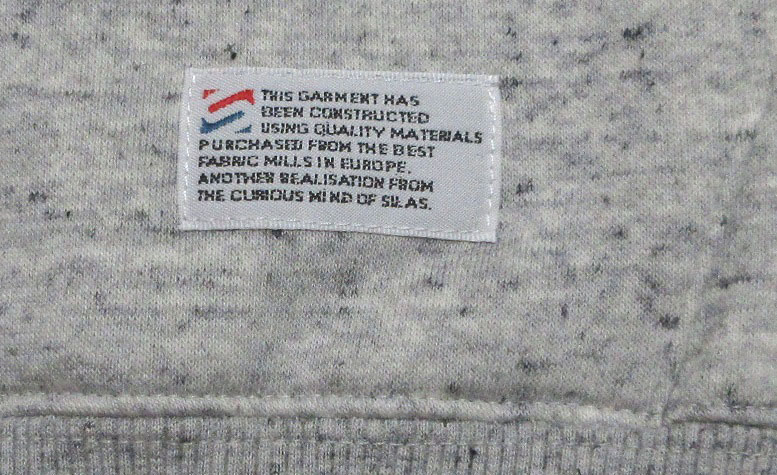 THIS GARMENT HAS
BEEN CONSTRUCTED
USING QUALITY MATERIALS
PURCHASED FROM THE BEST
FABRIC MILLS IN EUROPE.
ANOTHER REALISATION FROM
THE CURIOUS MIND OF SILAS.